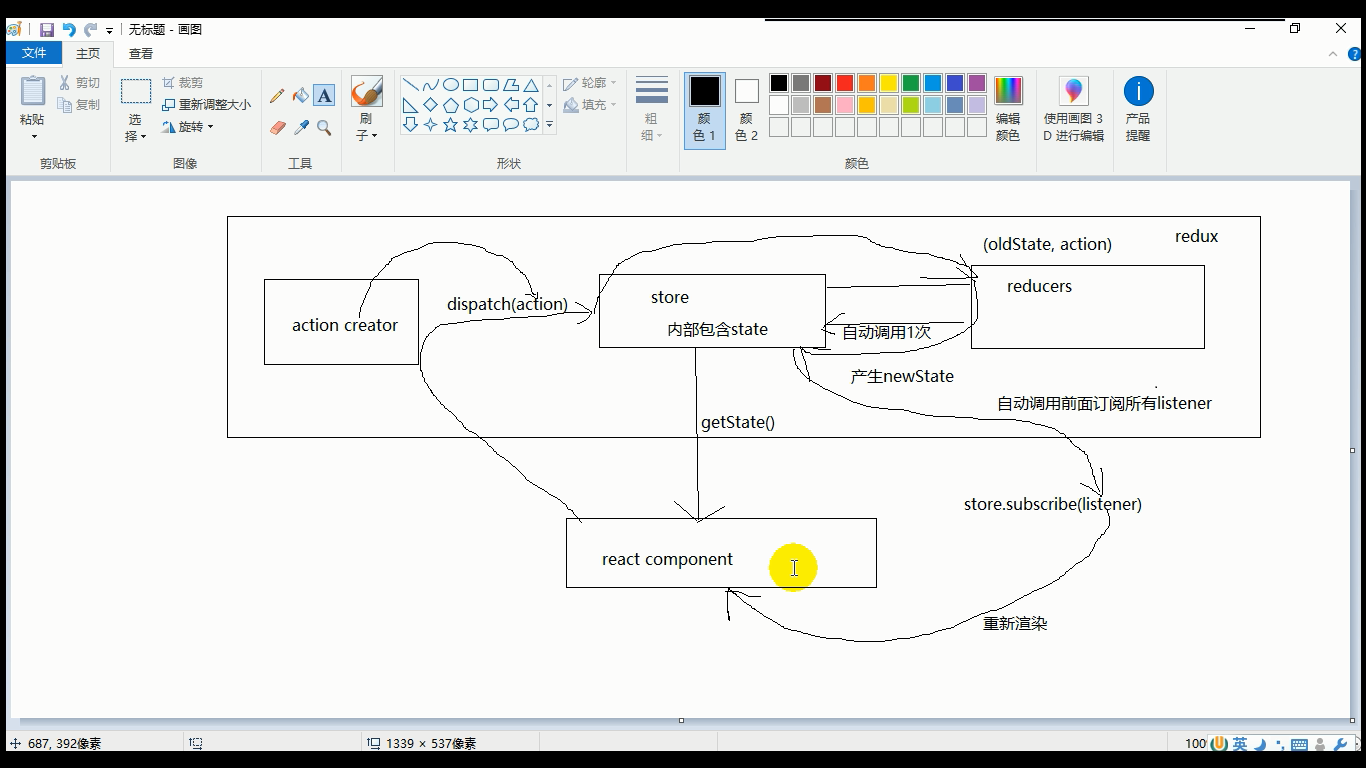 无标题 - 画图
文件 主页 查看
粘贴
剪切
复制
剪贴板
选择
裁剪
重新调整大小
旋转
图像
A
工具
刷子
轮廓
填充
形状
粗细
颜色 1
颜色 2
编辑颜色
颜色
使用画图 3D 进行编辑
产品提醒
redux
(oldState, action)
reducers
action creator
dispatch(action)
store
内部包含state
自动调用1次
产生newState
自动调用前面订阅所有listener
getState()
store.subscribe(listener)
react component
重新渲染
687, 392像素
1339 × 537像素
100
英